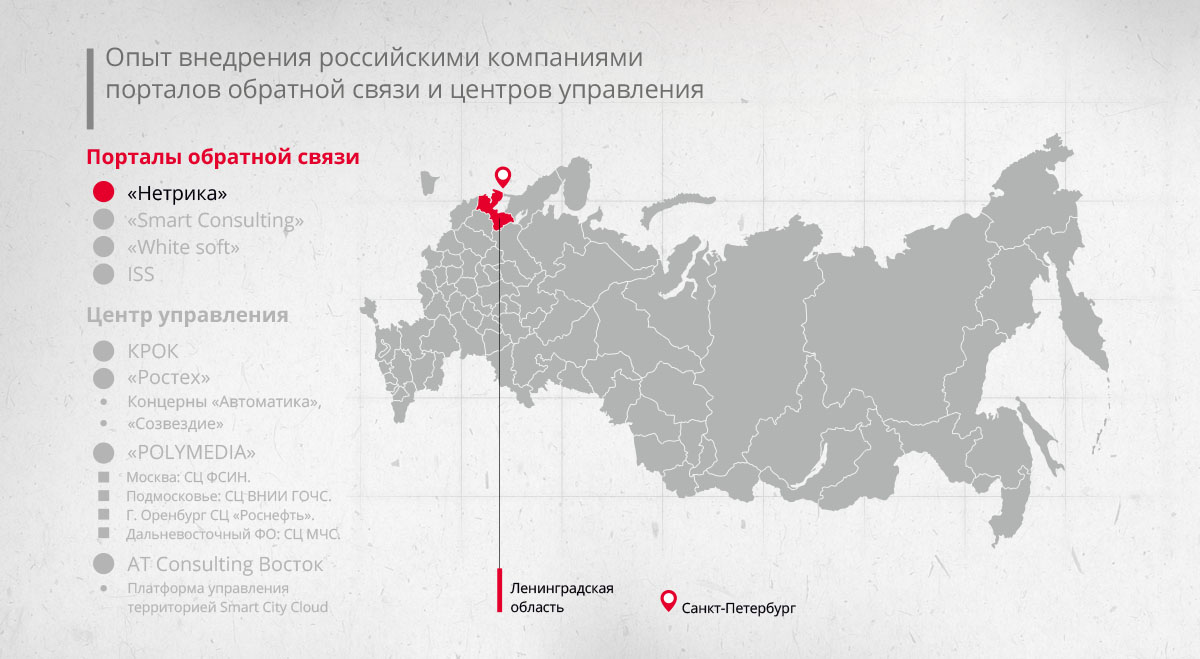 Опыт внедрения российскими компаниями
порталов обратной связи и центров управления
Порталы обратной связи
«Нетрика»
«Smart Consulting»
«White soft»
ISS
Центр управления
КРОК
«Ростех»
Концерны «Автоматика»,
«Созвездие»
«POLYMEDIA»
Москва: СЦ ФСИН.
Подмосковье: СЦ ВНИИ ГОЧС.
Г. Оренбург СЦ «Роснефть».
Дальневосточный ФО: СЦ МЧС.
AT Consulting Восток
Платформа управления
территорией Smart City Cloud
Ленинградская
область
Санкт-Петербург